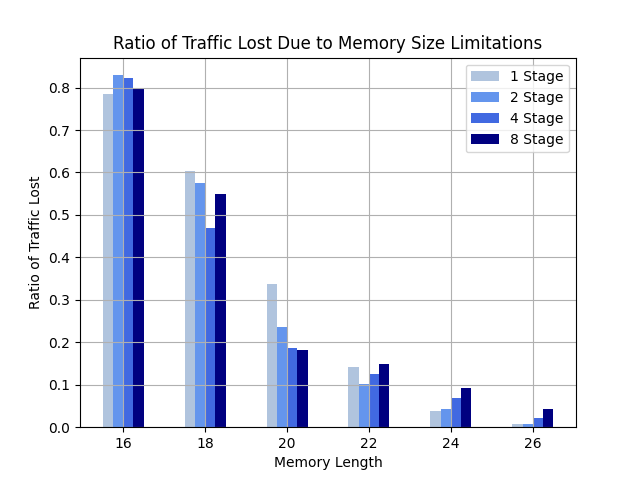 Ratio of Traffic Lost Due to Memory Size Limitations
1 Stage
2 Stage
4 Stage
8 Stage
Ratio of Traffic Lost
0.8
0.7
0.6
0.5
0.4
0.3
0.2
0.1
0.0
16 18 20 22 24 26
Memory Length